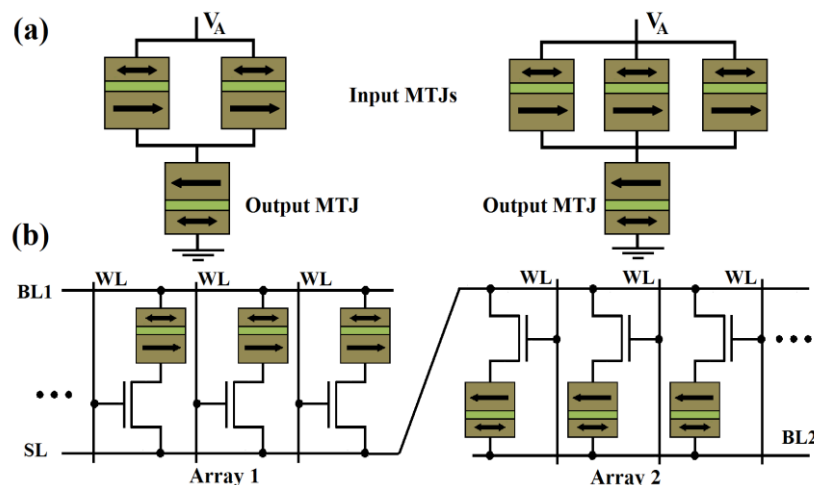 (a)
V_A
V_A
Input MTJs
Output MTJ
Output MTJ
(b)
WL WL WL
BL1
SL
Array 1
WL WL WL
BL2
Array 2